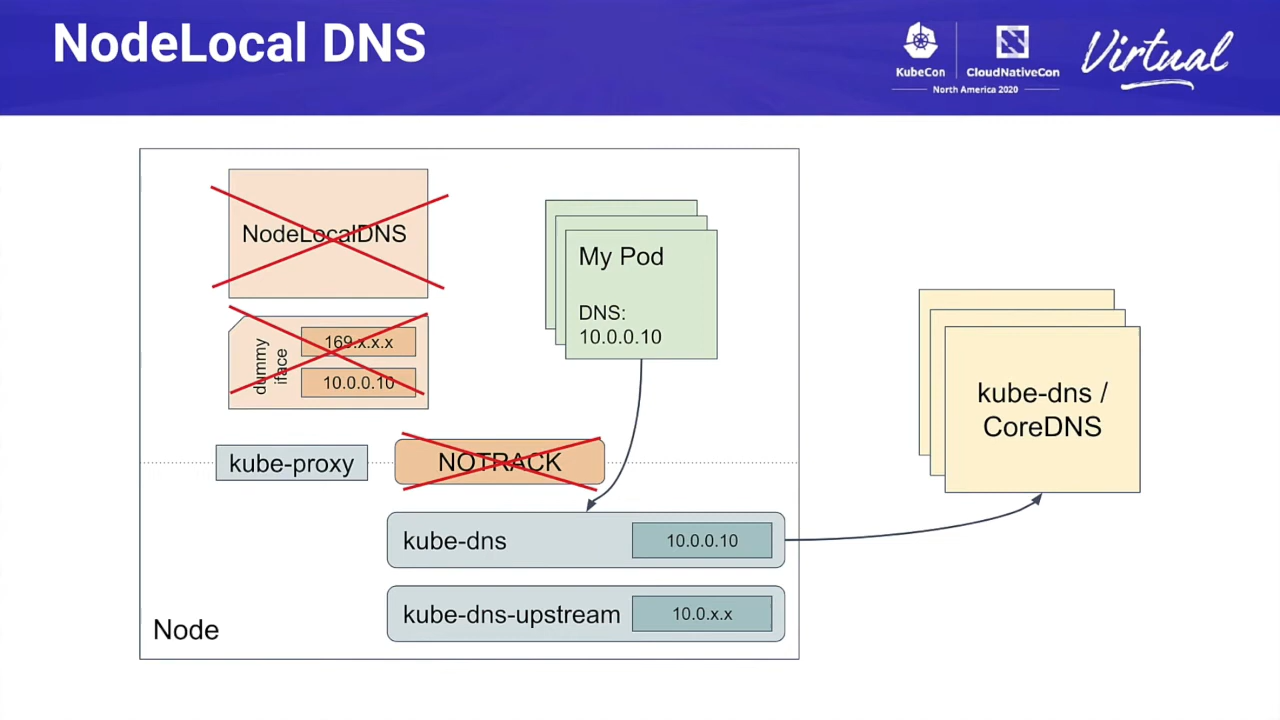 NodeLocal DNS
KubeCon
CloudNativeCon
North America 2020
Virtual
NodeLocalDNS
dummy
iface
169.x.x.x
10.0.0.10
My Pod
DNS:
10.0.0.10
kube-dns /
CoreDNS
kube-proxy
NOTRACK
kube-dns
10.0.0.10
kube-dns-upstream
10.0.x.x
Node